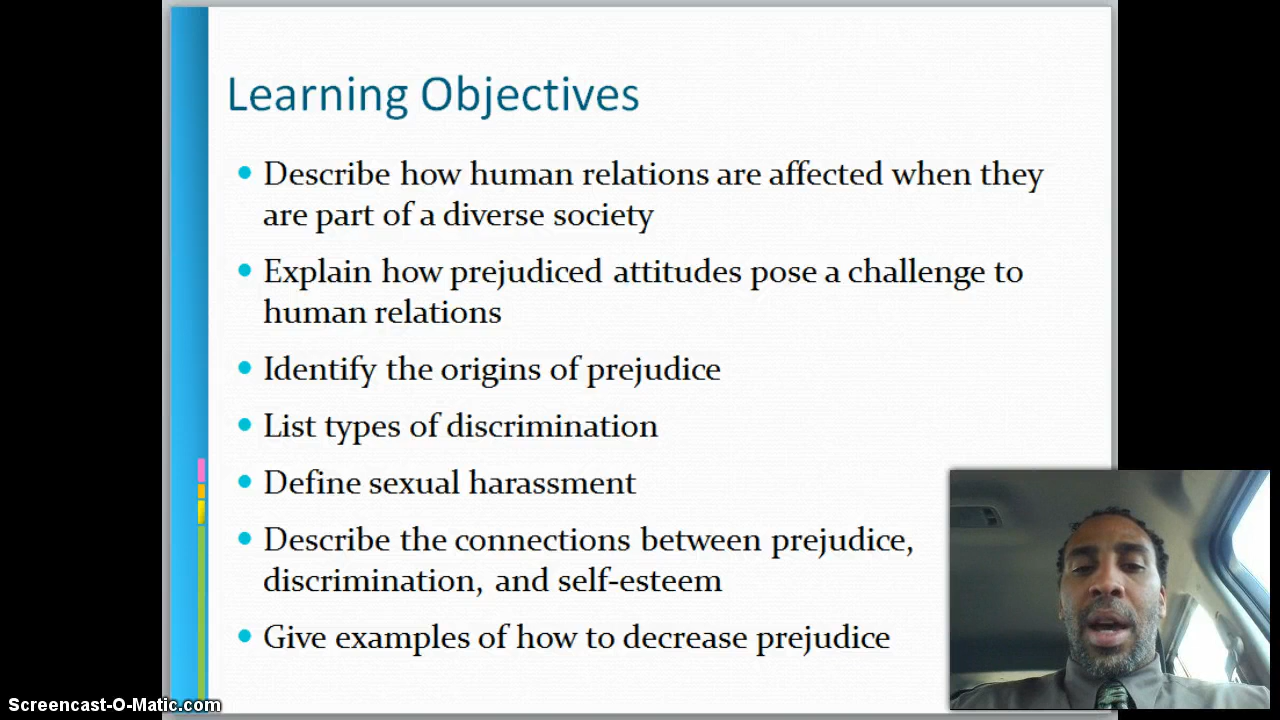 Learning Objectives
Describe how human relations are affected when they
are part of a diverse society
Explain how prejudiced attitudes pose a challenge to
human relations
Identify the origins of prejudice
List types of discrimination
Define sexual harassment
Describe the connections between prejudice,
discrimination, and self-esteem
Give examples of how to decrease prejudice
Screencast-O-Matic.com